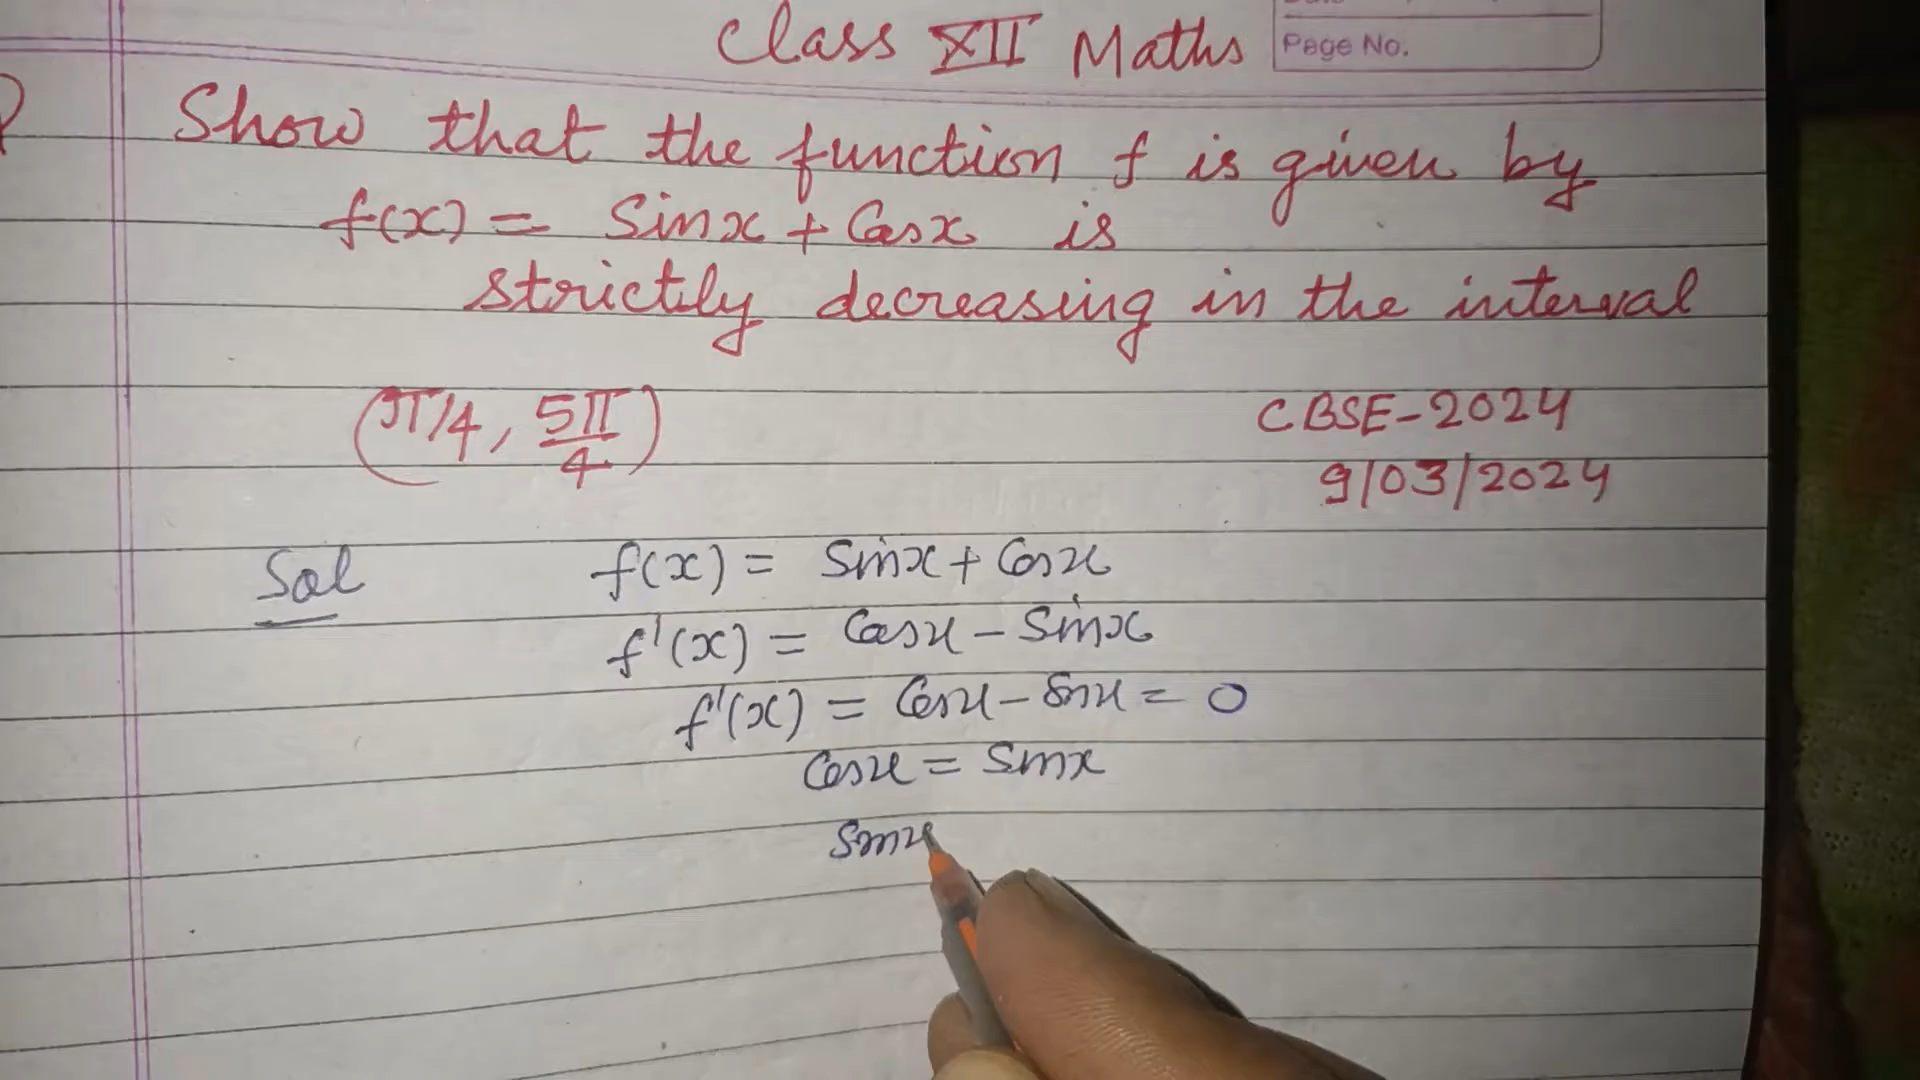 Class XII Maths
Page No.
Show that the function f is given by
f(x) = Sinx + Cosx is
strictly decreasing in the interval
(π/4, 5π/4)
CBSE-2024
9/03/2024
Sol
f(x) = Sinx + Cosx
f'(x) = Cosx - Sinx
f'(x) = Cosx - Sinx = 0
Cosx = Sinx
Sinx